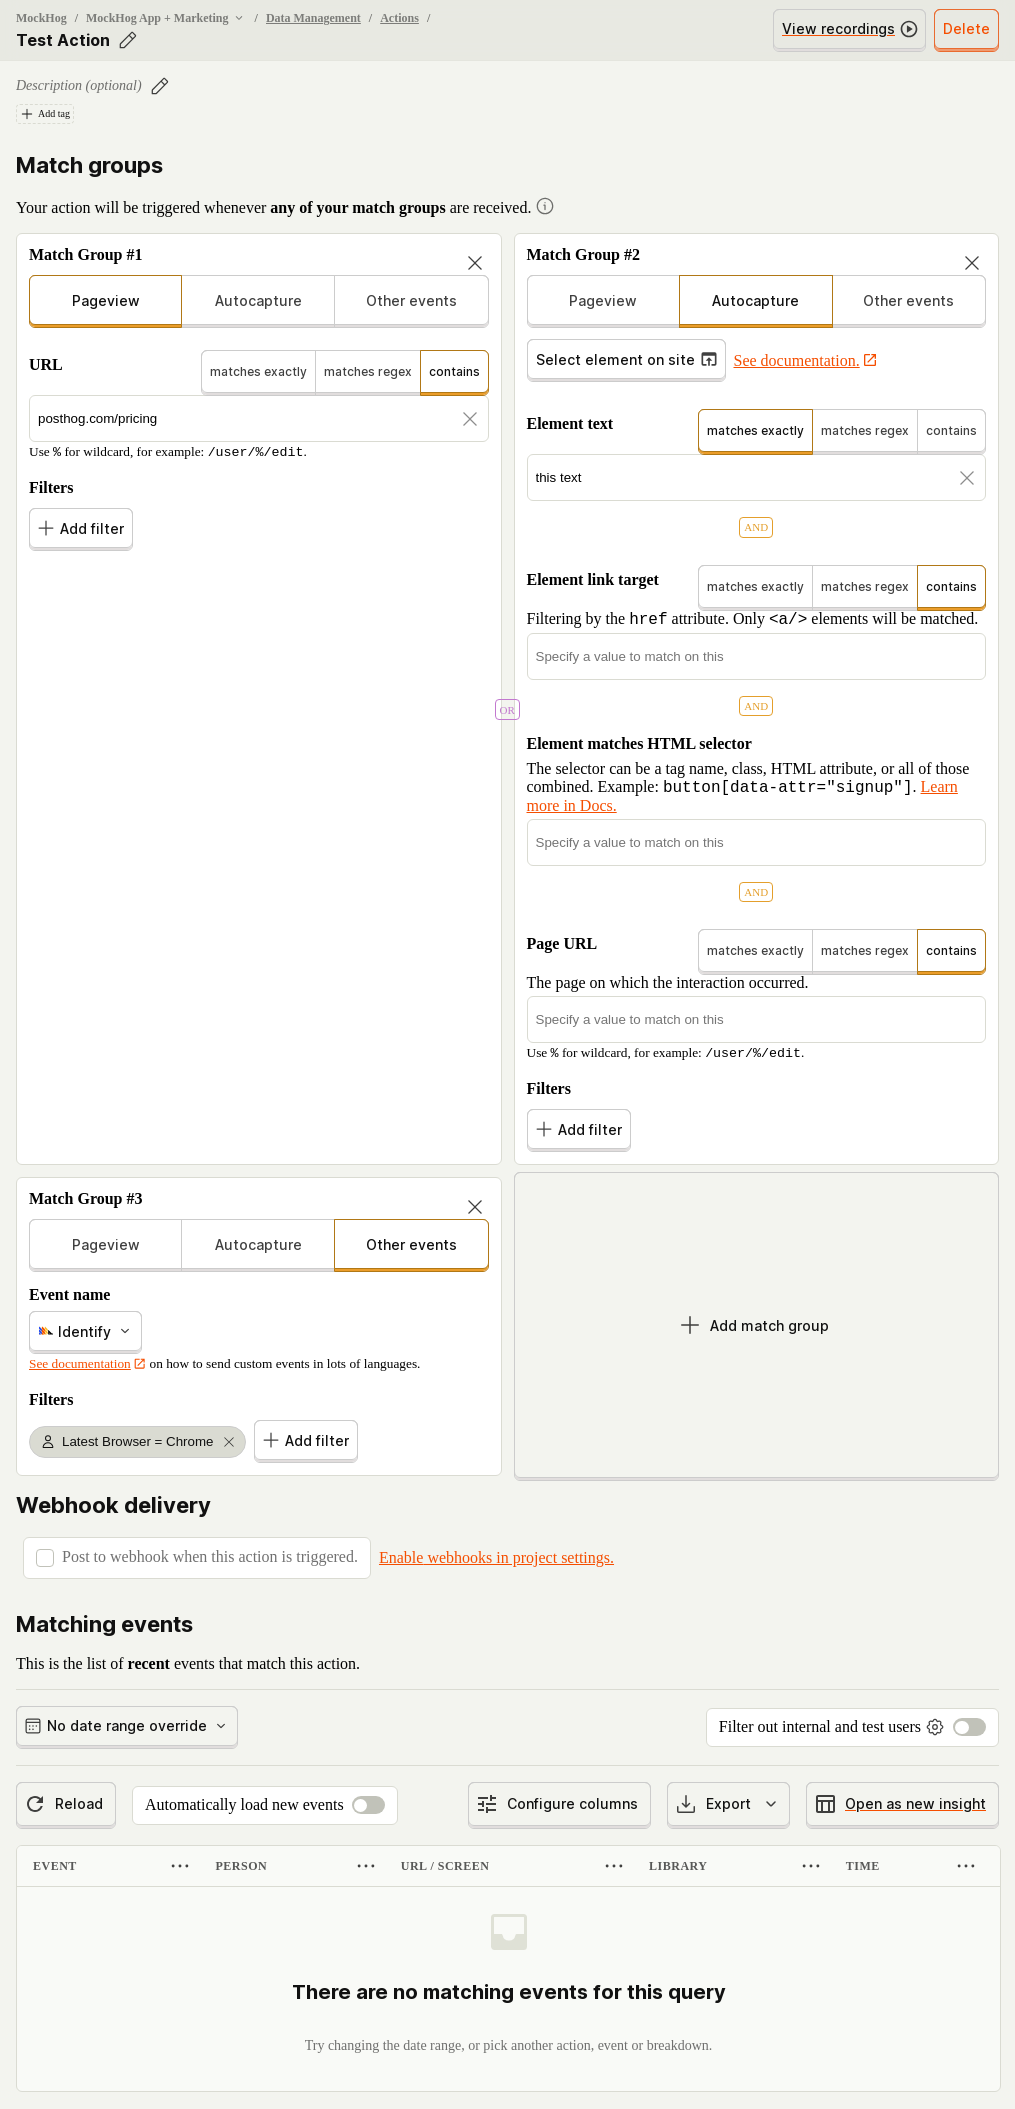 MockHog / MockHog App + Marketing / Data Management / Actions /
Test Action
View recordings
Delete
Description (optional)
Add tag
Match groups
Your action will be triggered whenever any of your match groups are received.
Match Group #1
Pageview
Autocapture
Other events
URL
matches exactly
matches regex
contains
posthog.com/pricing
Use % for wildcard, for example: /user/%/edit.
Filters
Add filter
OR
Match Group #2
Pageview
Autocapture
Other events
Select element on site
See documentation.
Element text
matches exactly
matches regex
contains
this text
AND
Element link target
matches exactly
matches regex
contains
Filtering by the href attribute. Only <a/> elements will be matched.
Specify a value to match on this
AND
Element matches HTML selector
The selector can be a tag name, class, HTML attribute, or all of those
combined. Example: button[data-attr="signup"]. Learn
more in Docs.
Specify a value to match on this
AND
Page URL
matches exactly
matches regex
contains
The page on which the interaction occurred.
Specify a value to match on this
Use % for wildcard, for example: /user/%/edit.
Filters
Add filter
Match Group #3
Pageview
Autocapture
Other events
Event name
Identify
See documentation on how to send custom events in lots of languages.
Filters
Latest Browser = Chrome
Add filter
Add match group
Webhook delivery
Post to webhook when this action is triggered.
Enable webhooks in project settings.
Matching events
This is the list of recent events that match this action.
No date range override
Filter out internal and test users
Reload
Automatically load new events
Configure columns
Export
Open as new insight
EVENT
PERSON
URL / SCREEN
LIBRARY
TIME
There are no matching events for this query
Try changing the date range, or pick another action, event or breakdown.